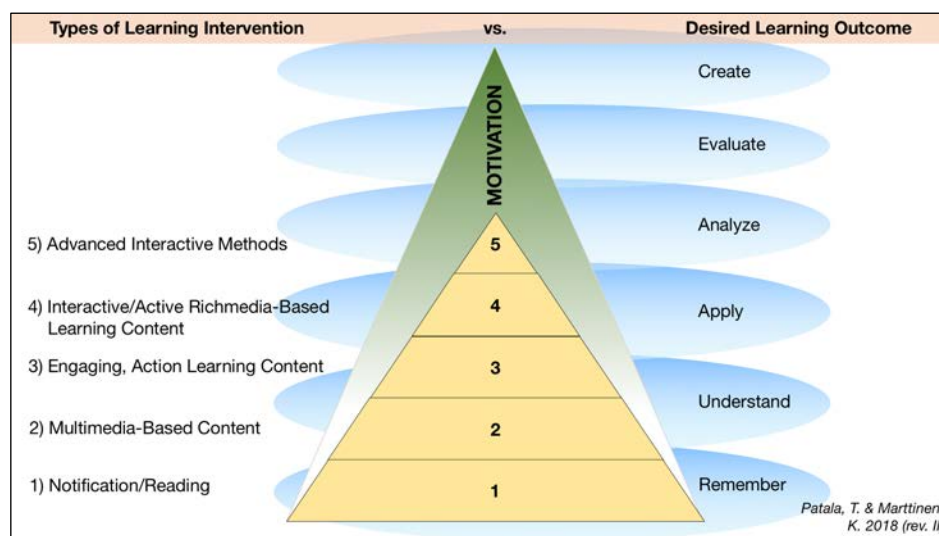 Types of Learning Intervention
vs.
Desired Learning Outcome
Create
Evaluate
Analyze
Apply
Understand
Remember
MOTIVATION
5) Advanced Interactive Methods
4) Interactive/Active Richmedia-Based
Learning Content
3) Engaging, Action Learning Content
2) Multimedia-Based Content
1) Notification/Reading
5
4
3
2
1
Patala, T. & Marttinen
K. 2018 (rev. II